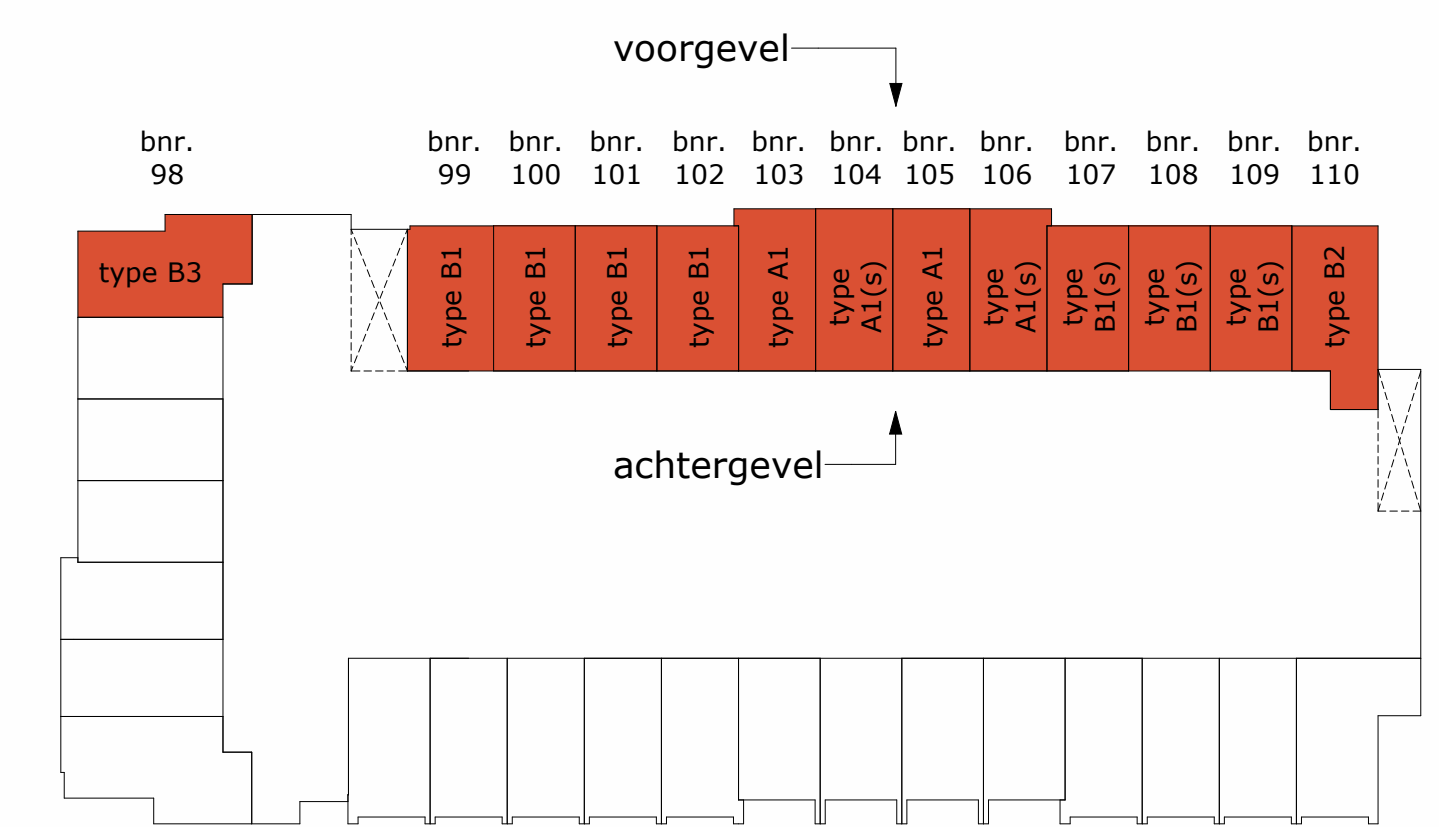 voorgevel
bnr.
98
bnr.
99
bnr.
100
bnr.
101
bnr.
102
bnr.
103
bnr.
104
bnr.
105
bnr.
106
bnr.
107
bnr.
108
bnr.
109
bnr.
110
type B3
type B1
type B1
type B1
type B1
type A1
type
A1(s)
type A1
type
A1(s)
type
B1(s)
type
B1(s)
type
B1(s)
type B2
achtergevel